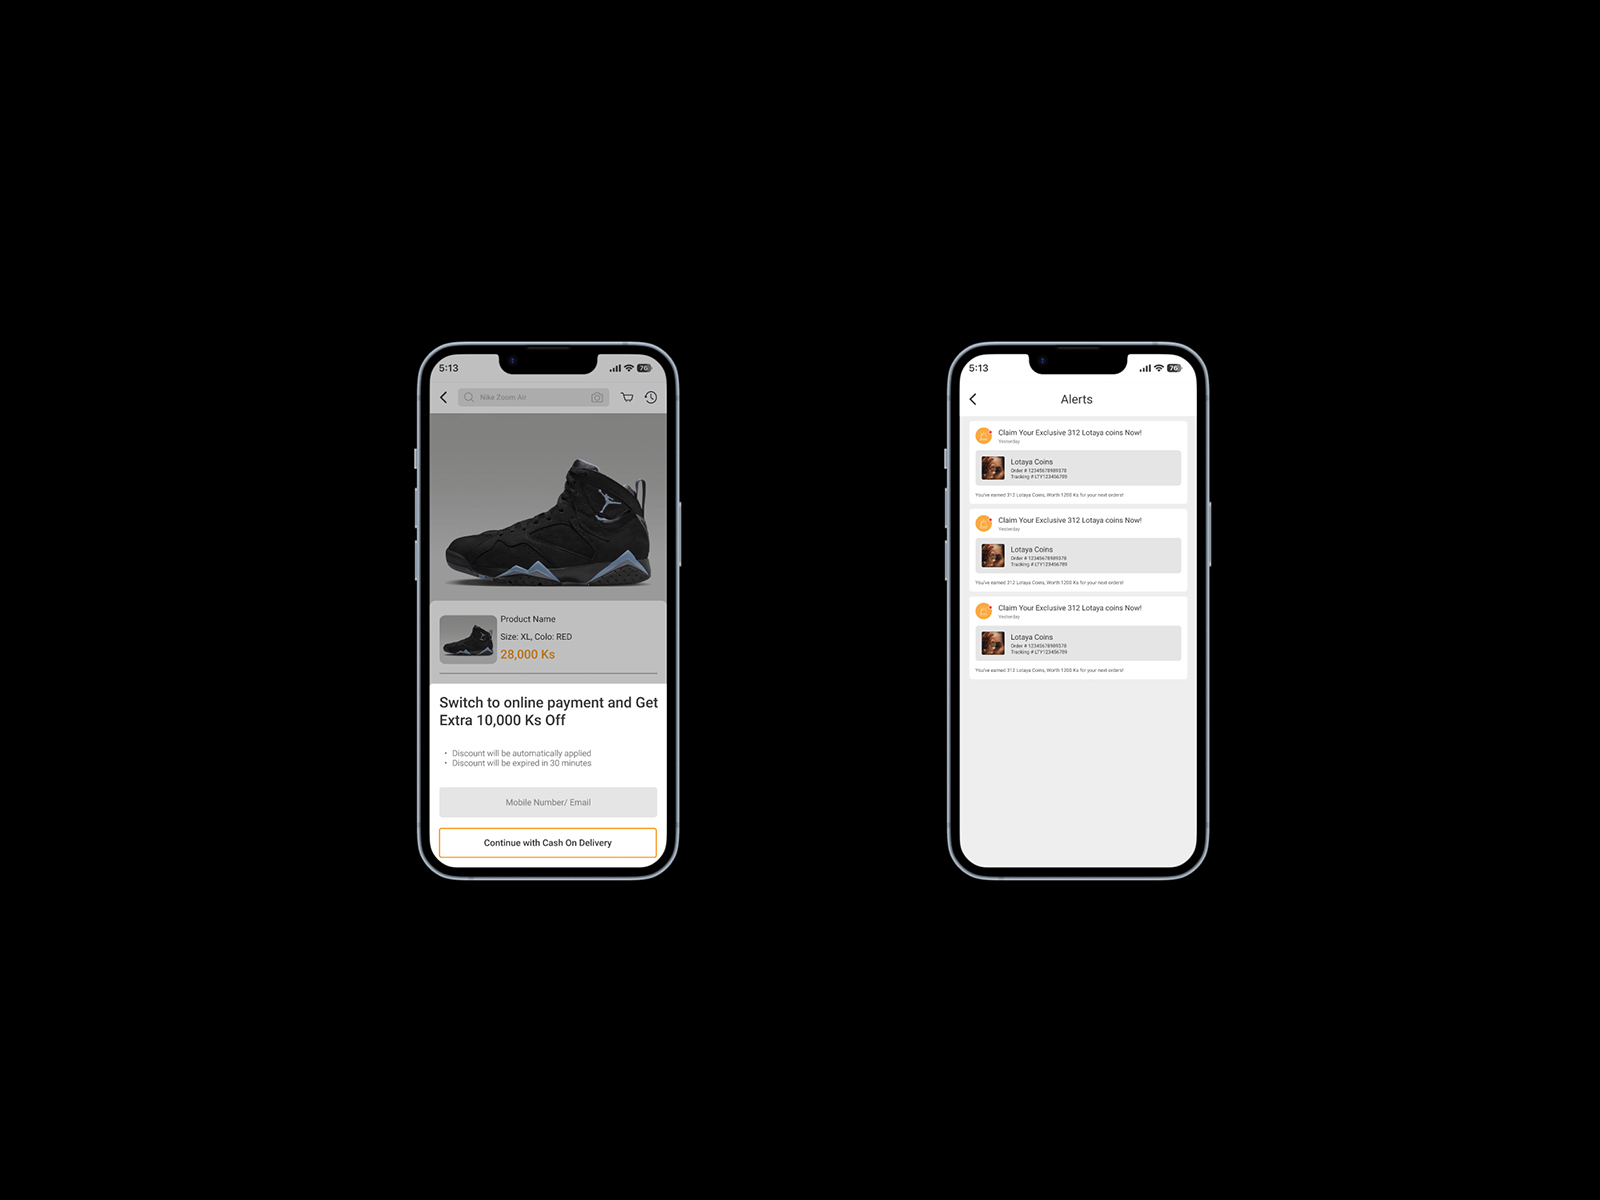 5:13
76
Nike Zoom Air
Product Name
Size: XL, Colo: RED
28,000 Ks
Switch to online payment and Get
Extra 10,000 Ks Off
• Discount will be automatically applied
• Discount will be expired in 30 minutes
Mobile Number/ Email
Continue with Cash On Delivery
5:13
76
Alerts
Claim Your Exclusive 312 Lotaya coins Now!
Yesterday
Lotaya Coins
Order # 12345678989378
Tracking # LTY123456789
You've earned 312 Lotaya Coins, Worth 1200 Ks for your next orders!
Claim Your Exclusive 312 Lotaya coins Now!
Yesterday
Lotaya Coins
Order # 12345678989378
Tracking # LTY123456789
You've earned 312 Lotaya Coins, Worth 1200 Ks for your next orders!
Claim Your Exclusive 312 Lotaya coins Now!
Yesterday
Lotaya Coins
Order # 12345678989378
Tracking # LTY123456789
You've earned 312 Lotaya Coins, Worth 1200 Ks for your next orders!